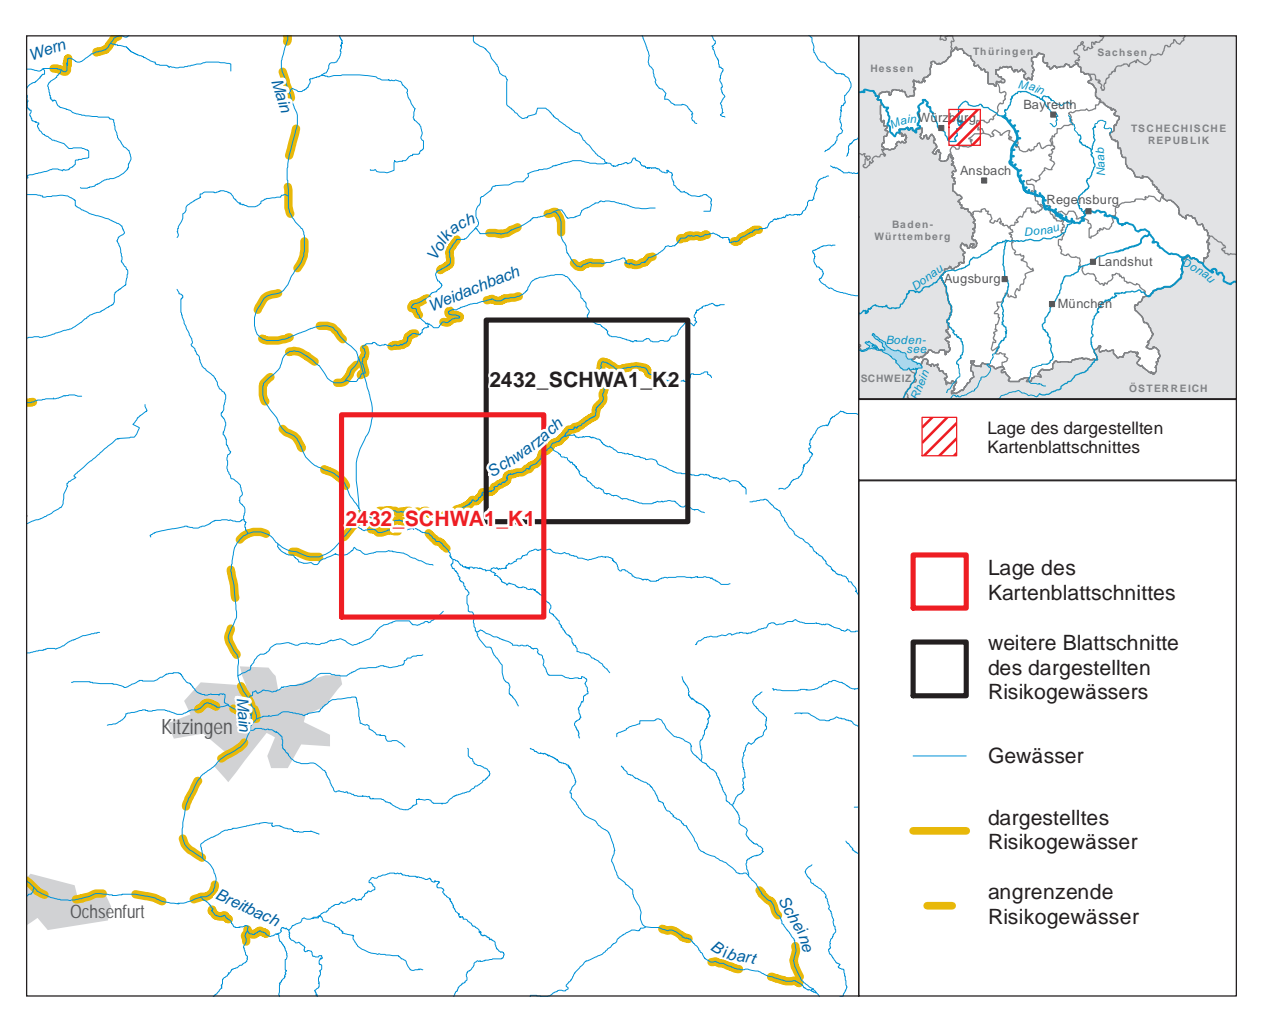 Wern
Main
Volkach
Weidachbach
2432_SCHWA1_K2
Schwarzach
2432_SCHWA1_K1
Kitzingen
Main
Ochsenfurt
Breitbach
Scheine
Bibart
Thüringen
Sachsen
Hessen
Main
Bayreuth
Main
Würzburg
TSCHECHISCHE
REPUBLIK
Naab
Ansbach
Regensburg
Baden-
Württemberg
Donau
Landshut
Donau
Donau
Augsburg
München
Boden-
see
SCHWEIZ
Rhein
ÖSTERREICH
Lage des dargestellten
Kartenblattschnittes
Lage des
Kartenblattschnittes
weitere Blattschnitte
des dargestellten
Risikogewässers
Gewässer
dargestelltes
Risikogewässer
angrenzende
Risikogewässer